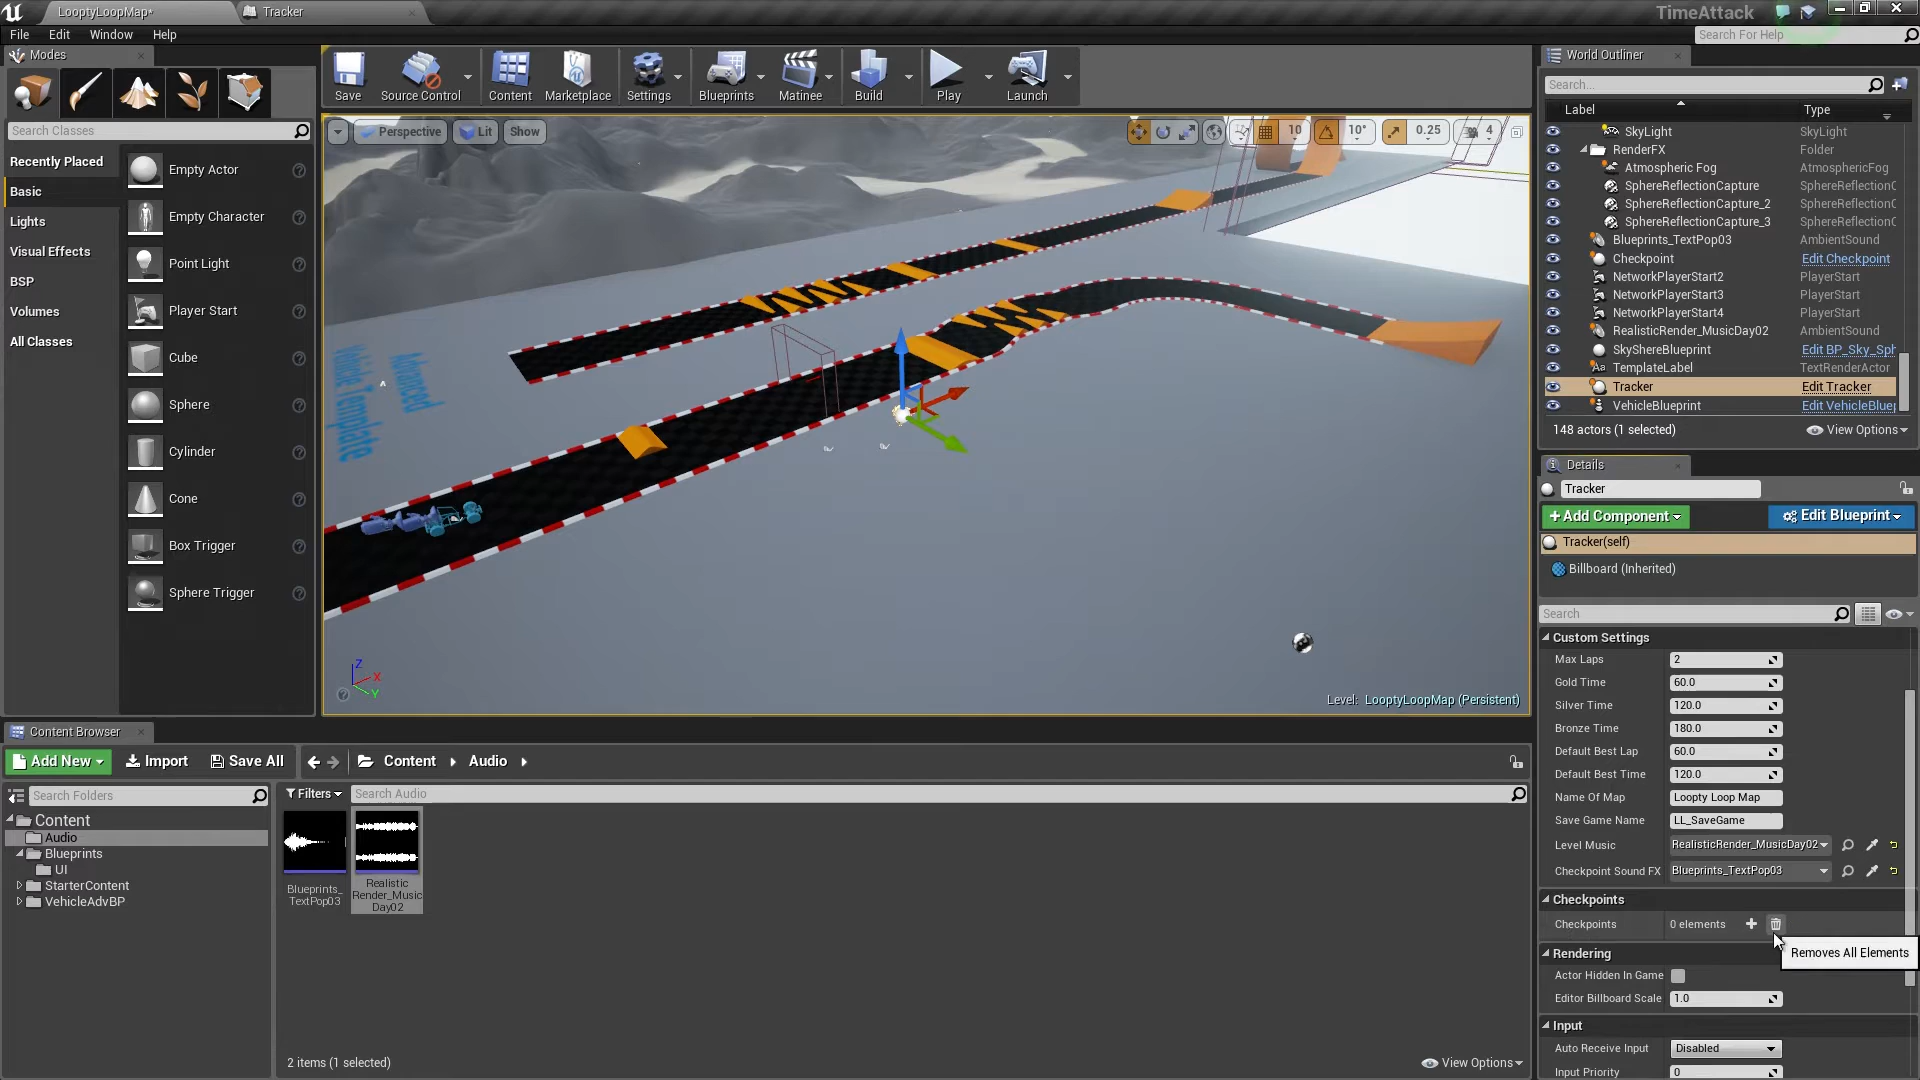 LooptyLoopMap*
Tracker
TimeAttack
File Edit Window Help
Search For Help
Modes
Search Classes
Recently Placed
Basic
Lights
Visual Effects
BSP
Volumes
All Classes
Empty Actor
Empty Character
Point Light
Player Start
Cube
Sphere
Cylinder
Cone
Box Trigger
Sphere Trigger
Save
Source Control
Content
Marketplace
Settings
Blueprints
Matinee
Build
Play
Launch
Perspective Lit Show
10 10° 0.25 4
Advanced
Vehicle Template
Z
X
Y
Level: LooptyLoopMap (Persistent)
World Outliner
Search...
Label Type
SkyLight SkyLight
RenderFX Folder
Atmospheric Fog AtmosphericFog
SphereReflectionCapture SphereReflectionC
SphereReflectionCapture_2 SphereReflectionC
SphereReflectionCapture_3 SphereReflectionC
Blueprints_TextPop03 AmbientSound
Checkpoint Edit Checkpoint
NetworkPlayerStart2 PlayerStart
NetworkPlayerStart3 PlayerStart
NetworkPlayerStart4 PlayerStart
RealisticRender_MusicDay02 AmbientSound
SkyShereBlueprint Edit BP_Sky_Sph
TemplateLabel TextRenderActor
Tracker Edit Tracker
VehicleBlueprint Edit VehicleBluep
148 actors (1 selected) View Options
Details
Tracker
+ Add Component Edit Blueprint
Tracker(self)
Billboard (Inherited)
Search
Custom Settings
Max Laps 2
Gold Time 60.0
Silver Time 120.0
Bronze Time 180.0
Default Best Lap 60.0
Default Best Time 120.0
Name Of Map Loopty Loop Map
Save Game Name LL_SaveGame
Level Music RealisticRender_MusicDay02
Checkpoint Sound FX Blueprints_TextPop03
Checkpoints
Checkpoints 0 elements
Removes All Elements
Rendering
Actor Hidden In Game
Editor Billboard Scale 1.0
Input
Auto Receive Input Disabled
Input Priority 0
Content Browser
Add New Import Save All Content Audio
Search Folders
Content
Audio
Blueprints
UI
StarterContent
VehicleAdvBP
Filters Search Audio
Blueprints_
TextPop03
Realistic
Render_Music
Day02
2 items (1 selected) View Options